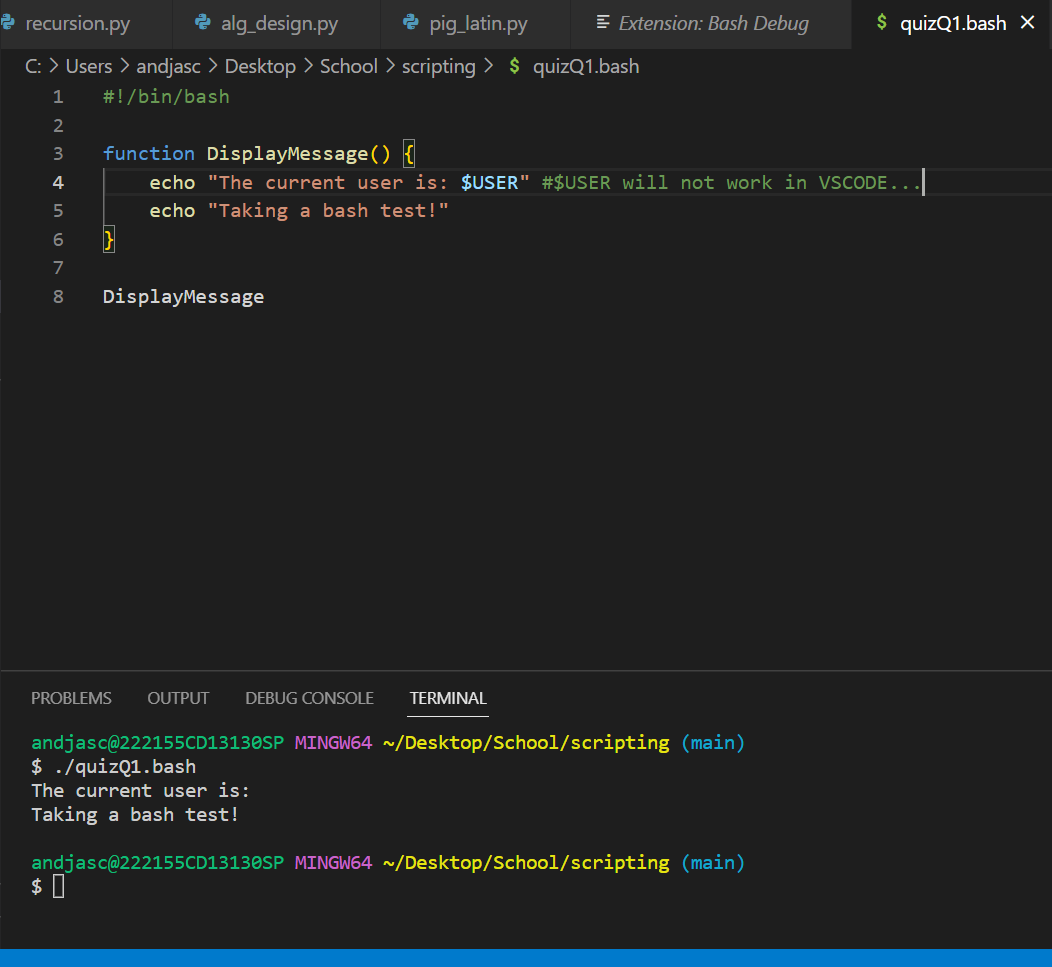 recursion.py alg_design.py pig_latin.py Extension: Bash Debug $ quizQ1.bash ×
C: > Users > andjasc > Desktop > School > scripting > $ quizQ1.bash
1 #!/bin/bash
2
3 function DisplayMessage() {
4     echo "The current user is: $USER" #$USER will not work in VSCODE...
5     echo "Taking a bash test!"
6 }
7
8 DisplayMessage
PROBLEMS OUTPUT DEBUG CONSOLE TERMINAL
andjasc@222155CD13130SP MINGW64 ~/Desktop/School/scripting (main)
$ ./quizQ1.bash
The current user is:
Taking a bash test!
andjasc@222155CD13130SP MINGW64 ~/Desktop/School/scripting (main)
$